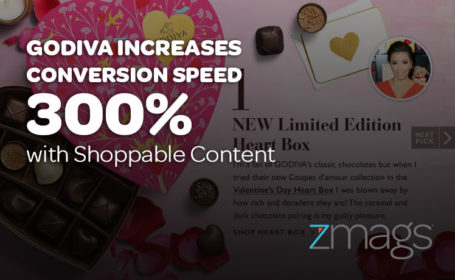 GODIVA INCREASES
CONVERSION SPEED
300%
with Shoppable Content
1
NEW Limited Edition
Heart Box
NEXT
PICK
I'm a fan of GODIVA's classic chocolates but when I
tried their new Coupes d'amour collection in the
Valentine's Day Heart Box I was blown away by
how rich and decadent they are! The caramel and
dark chocolate pairing is my guilty pleasure.
SHOP HEART BOX
zmags